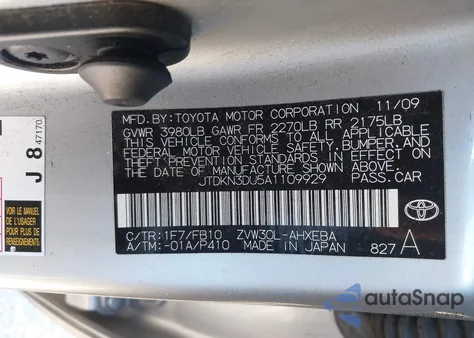 MFD. BY: TOYOTA MOTOR CORPORATION 11/09
GVWR 3980LB GAWR FR 2270LB RR 2175LB
THIS VEHICLE CONFORMS TO ALL APPLICABLE
FEDERAL MOTOR VEHICLE SAFETY, BUMPER, AND
THEFT PREVENTION STANDARDS IN EFFECT ON
THE DATE OF MANUFACTURE SHOWN ABOVE.
JTDKN3DU5A1109929 PASS. CAR
C/TR: 1F7/FB10 ZVW30L-AHXEBA
A/TM: -01A/P410 MADE IN JAPAN
827 A
TOYOTA
J 8
47170
VOIR LE MANUEL
DE L'USAGER
POUR PLUS DE
autoSnap